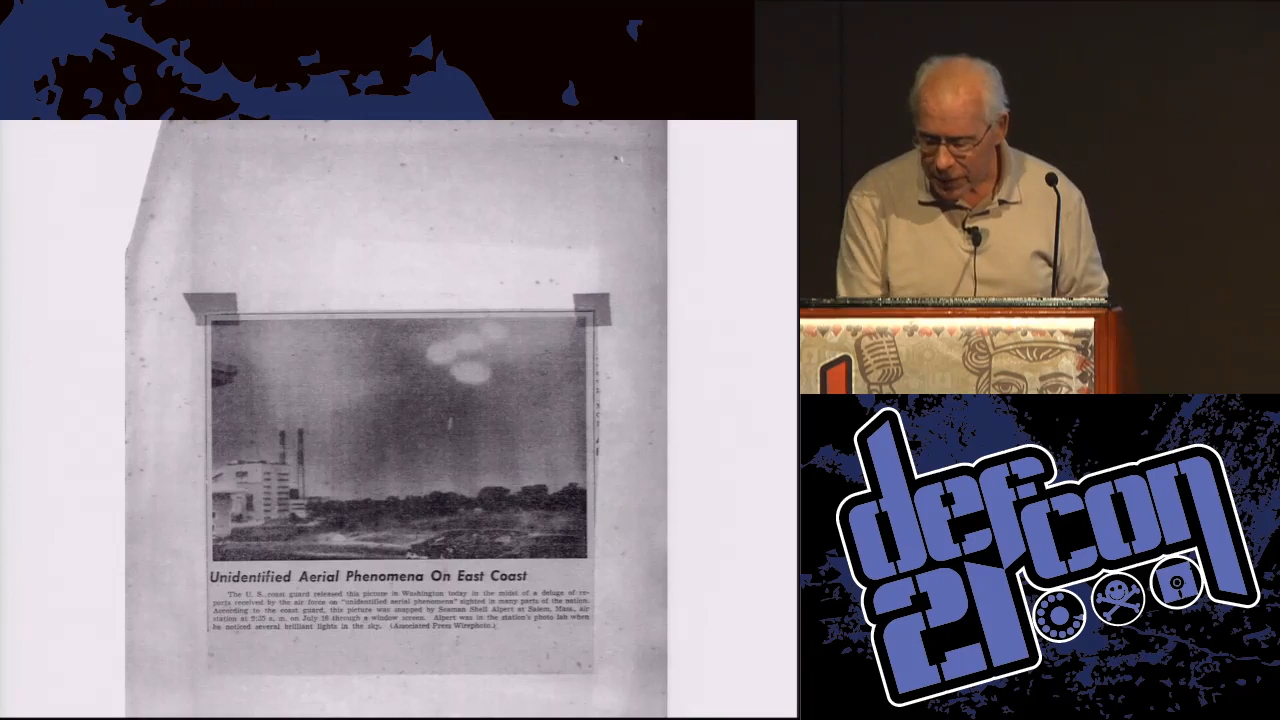 Unidentified Aerial Phenomena On East Coast
The U. S. coast guard released this picture in Washington today in the midst of a deluge of re-
ports received by the air force on "unidentified aerial phenomena" sighted in many parts of the nation.
According to the coast guard, this picture was snapped by Seaman Shell Alpert at Salem, Mass., air
station at 9:35 a. m. on July 16 through a window screen. Alpert was in the station's photo lab when
he noticed several brilliant lights in the sky. (Associated Press Wirephoto.)
defcon
21